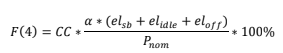 F(4) = CC * α * (el_sb + el_idle + el_off) / P_nom * 100%